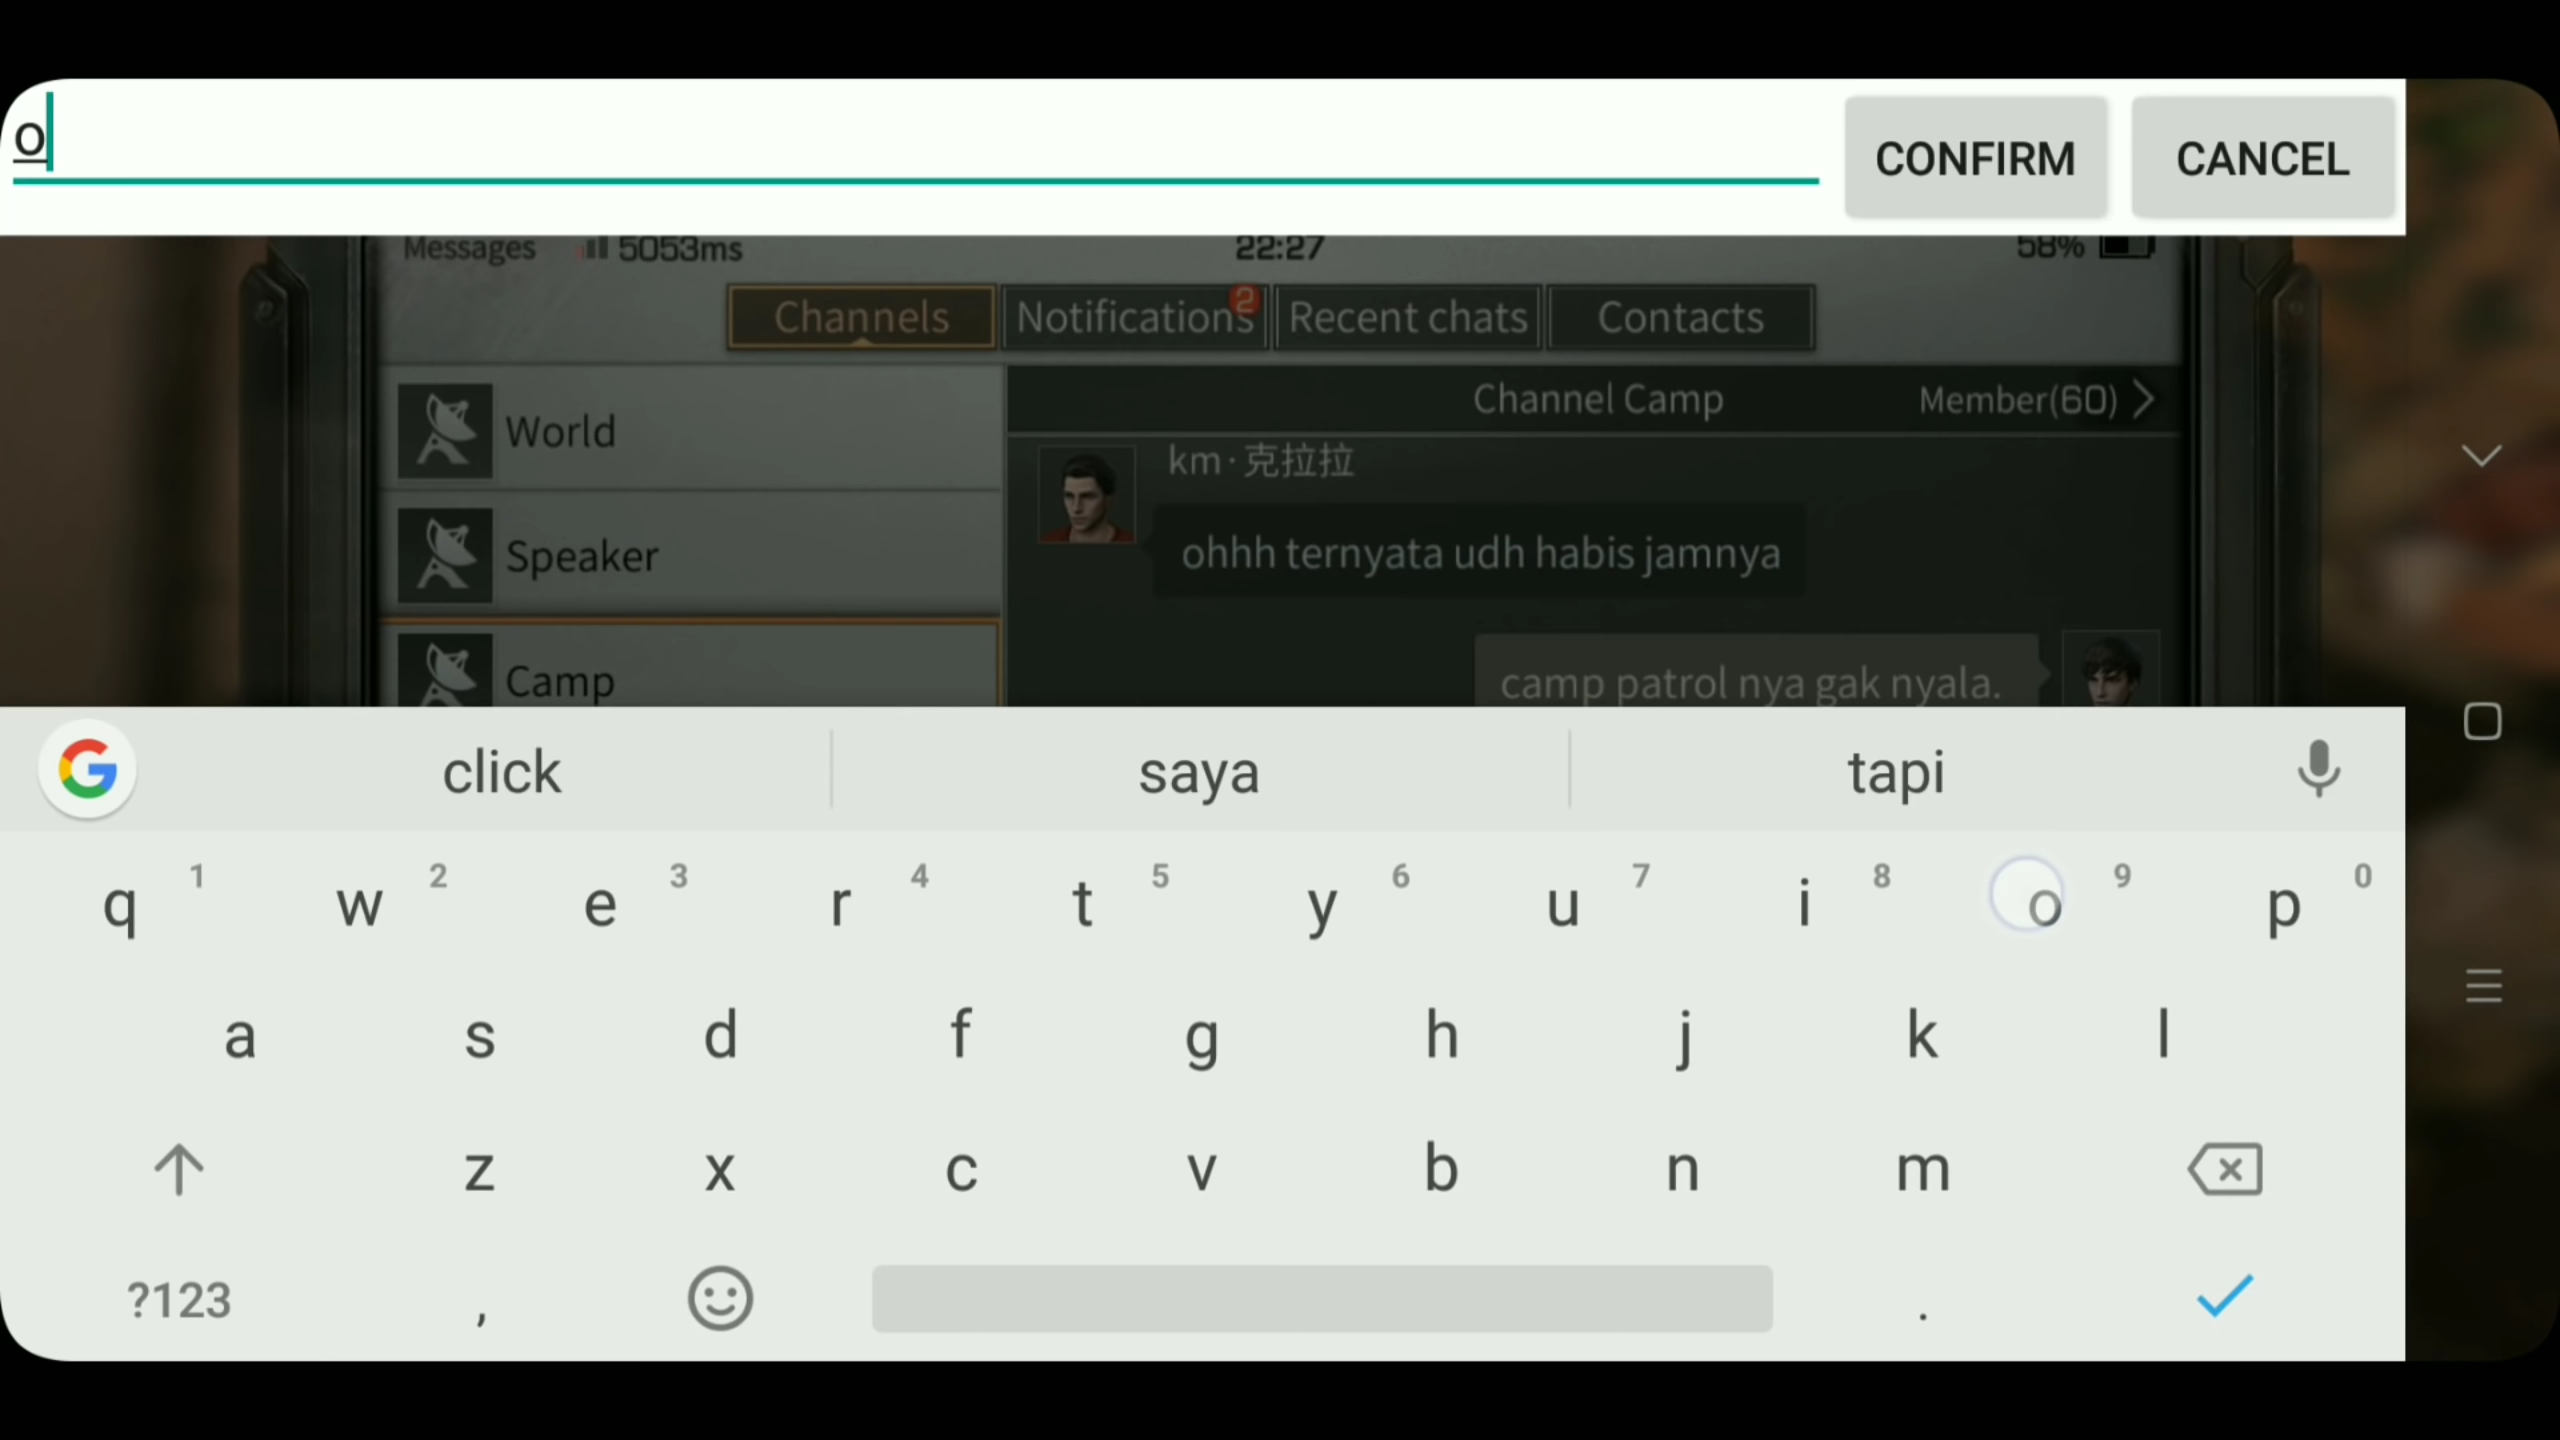 o
CONFIRM
CANCEL
Messages 5053ms 22:27 58%
Channels Notifications 2 Recent chats Contacts
World
Speaker
Camp
Channel Camp Member(60)
km·克拉拉
ohhh ternyata udh habis jamnya
camp patrol nya gak nyala.
click saya tapi
q 1 w 2 e 3 r 4 t 5 y 6 u 7 i 8 o 9 p 0
a s d f g h j k l
z x c v b n m
?123 , .